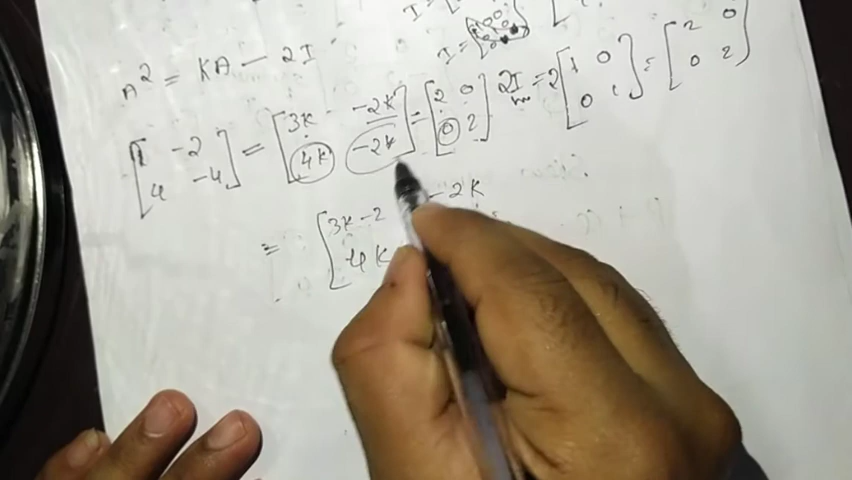 I = [
A² = KA - 2I
I =
[1 -2
4 -4] = [3K -2K
4K -2K] = [2 0
0 2] 2I = 2[1 0
0 1] = [2 0
0 2]
= [3K-2 -2K
4K